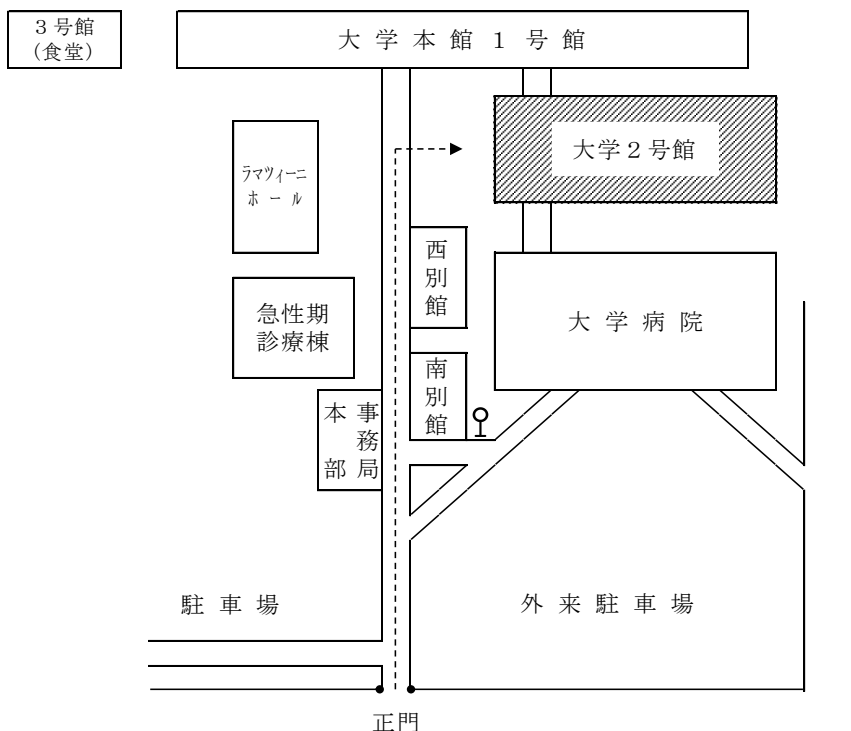 3号館
(食堂)
大学本館1号館
大学2号館
ラマツィーニ
ホール
西別館
急性期
診療棟
大学病院
南別館
事務局
本部
駐車場
外来駐車場
正門